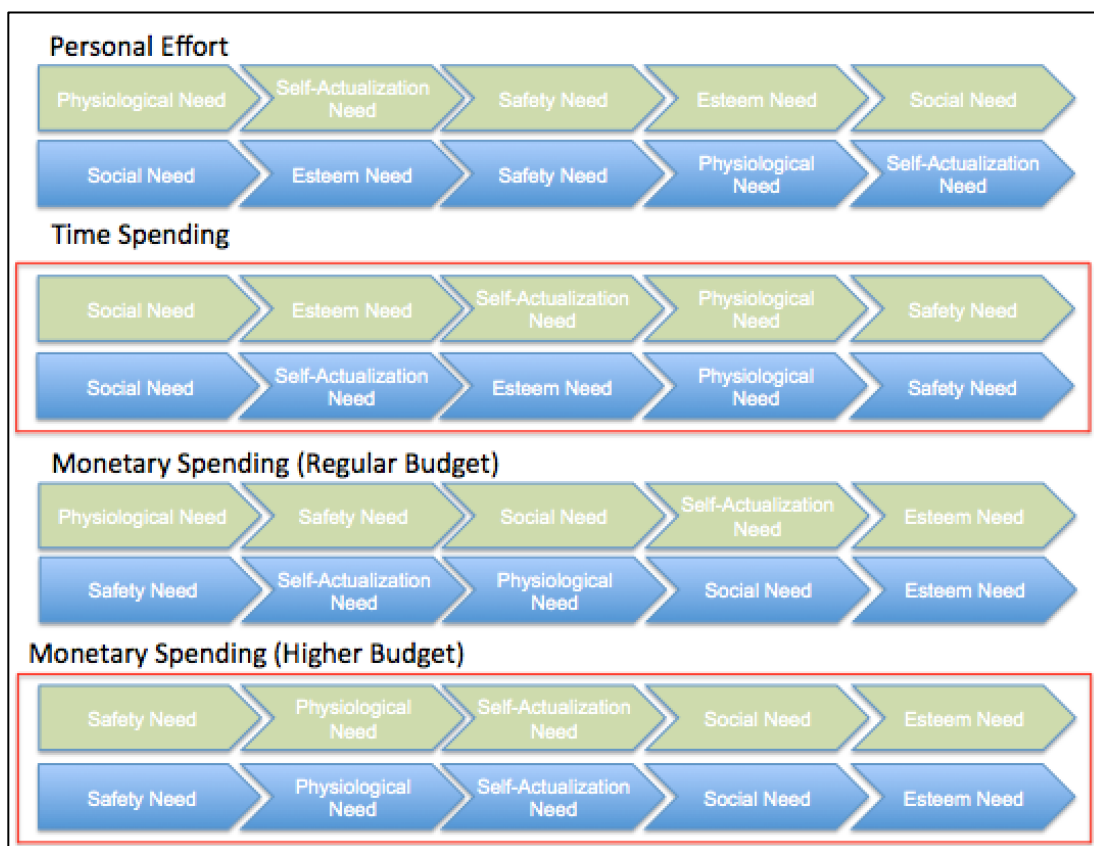 Personal Effort
Physiological Need
Self-Actualization
Need
Safety Need
Esteem Need
Social Need
Social Need
Esteem Need
Safety Need
Physiological
Need
Self-Actualization
Need
Time Spending
Social Need
Esteem Need
Self-Actualization
Need
Physiological
Need
Safety Need
Social Need
Self-Actualization
Need
Esteem Need
Physiological
Need
Safety Need
Monetary Spending (Regular Budget)
Physiological Need
Safety Need
Social Need
Self-Actualization
Need
Esteem Need
Safety Need
Self-Actualization
Need
Physiological
Need
Social Need
Esteem Need
Monetary Spending (Higher Budget)
Safety Need
Physiological
Need
Self-Actualization
Need
Social Need
Esteem Need
Safety Need
Physiological
Need
Self-Actualization
Need
Social Need
Esteem Need